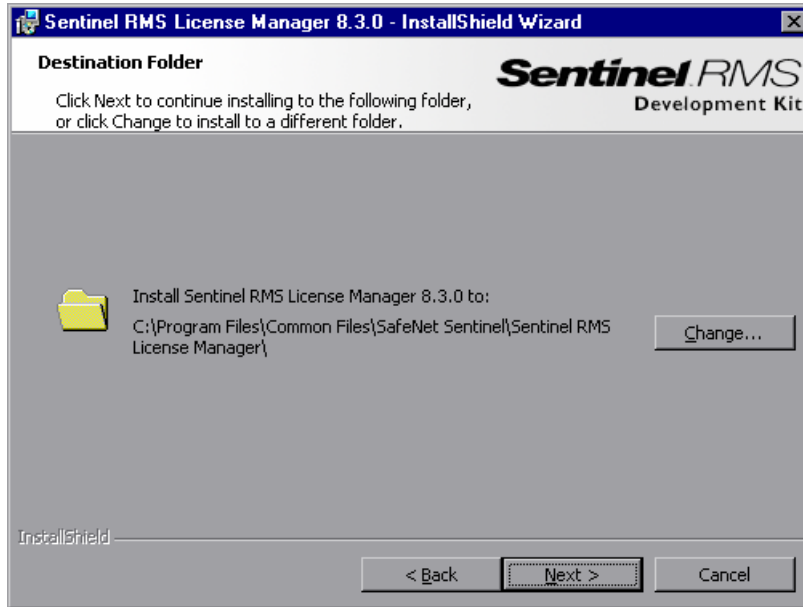 Sentinel RMS License Manager 8.3.0 - InstallShield Wizard
Destination Folder
Click Next to continue installing to the following folder,
or click Change to install to a different folder.
Sentinel RMS
Development Kit
Install Sentinel RMS License Manager 8.3.0 to:
C:\Program Files\Common Files\SafeNet Sentinel\Sentinel RMS
License Manager\
Change...
InstallShield
< Back
Next >
Cancel